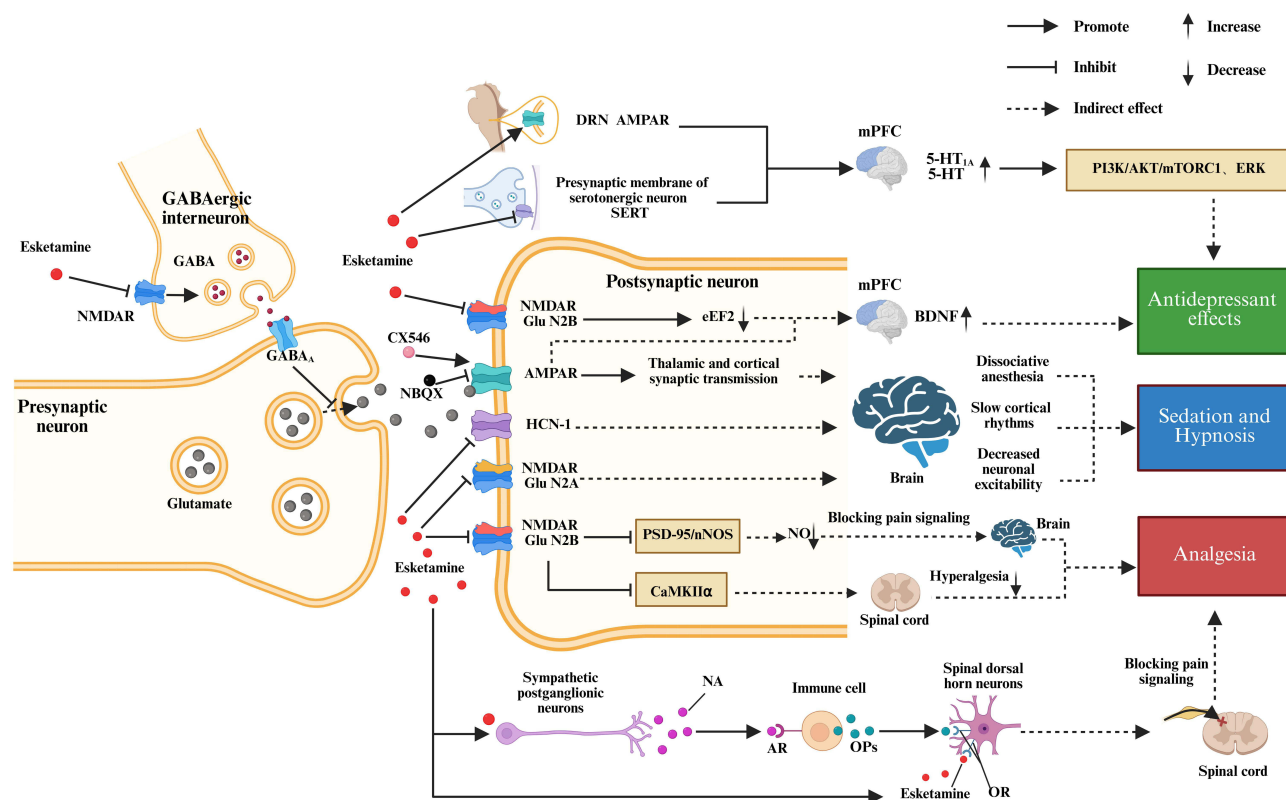 Promote
Increase
Inhibit
Decrease
Indirect effect
DRN AMPAR
mPFC
5-HT1A
5-HT
PI3K/AKT/mTORC1、ERK
Presynaptic membrane of
serotonergic neuron
SERT
GABAergic
interneuron
Esketamine
GABA
NMDAR
Esketamine
GABAA
Presynaptic
neuron
Glutamate
Postsynaptic neuron
CX546
NBQX
NMDAR
Glu N2B
eEF2
mPFC
BDNF
Antidepressant
effects
AMPAR
Thalamic and cortical
synaptic transmission
HCN-1
NMDAR
Glu N2A
Brain
Dissociative
anesthesia
Slow cortical
rhythms
Decreased
neuronal
excitability
Sedation and
Hypnosis
Esketamine
NMDAR
Glu N2B
PSD-95/nNOS
NO
Blocking pain signaling
Brain
CaMKIIα
Spinal cord
Hyperalgesia
Analgesia
Sympathetic
postganglionic
neurons
NA
AR
Immune cell
OPs
Spinal dorsal
horn neurons
Esketamine
OR
Blocking pain
signaling
Spinal cord